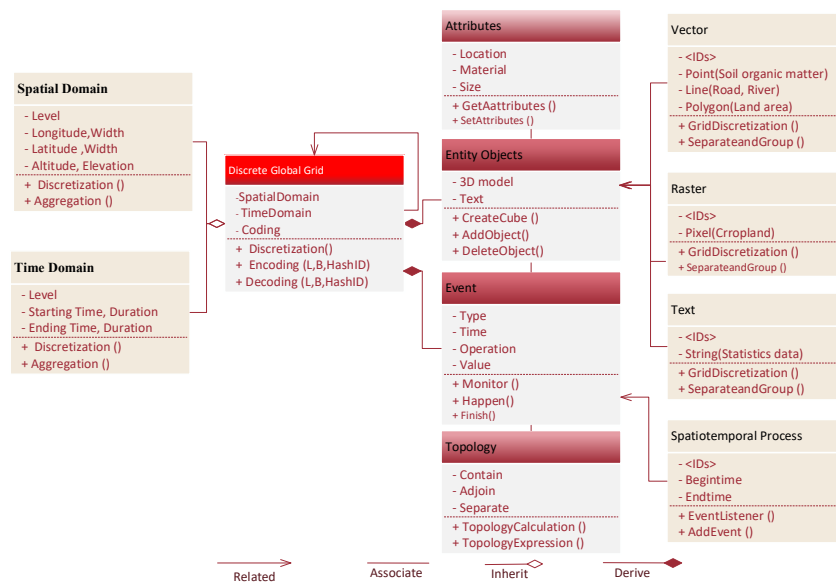 Spatial Domain
- Level
- Longitude,Width
- Latitude ,Width
- Altitude, Elevation
+ Discretization ()
+ Aggregation ()
Time Domain
- Level
- Starting Time, Duration
- Ending Time, Duration
+ Discretization ()
+ Aggregation ()
Discrete Global Grid
-SpatialDomain
- TimeDomain
- Coding
+ Discretization()
+ Encoding (L,B,HashID)
+ Decoding (L,B,HashID)
Attributes
- Location
- Material
- Size
+ GetAattributes ()
+ SetAttributes ()
Entity Objects
- 3D model
- Text
+ CreateCube ()
+ AddObject()
+ DeleteObject()
Event
- Type
- Time
- Operation
- Value
+ Monitor ()
+ Happen()
+ Finish()
Topology
- Contain
- Adjoin
- Separate
+ TopologyCalculation ()
+ TopologyExpression ()
Vector
- <IDs>
- Point(Soil organic matter)
- Line(Road, River)
- Polygon(Land area)
+ GridDiscretization()
+ SeparateandGroup()
Raster
- <IDs>
- Pixel(Crropland)
+ GridDiscretization()
+ SeparateandGroup ()
Text
- <IDs>
- String(Statistics data)
+ GridDiscretization()
+ SeparateandGroup ()
Spatiotemporal Process
- <IDs>
- Begintime
- Endtime
+ EventListener ()
+ AddEvent ()
Related
Associate
Inherit
Derive